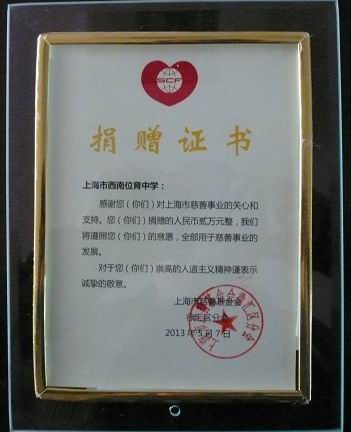 SCF
捐赠证书
上海市西南位育中学：
感谢您（你们）对上海市慈善事业的关心和
支持。您（你们）捐赠的人民币贰万元整，我们
将遵照您（你们）的意愿，全部用于慈善事业的
发展。
对于您（你们）崇高的人道主义精神谨表示
诚挚的敬意。
上海市慈善基金会
徐汇区分会
2013 年 5 月 7 日